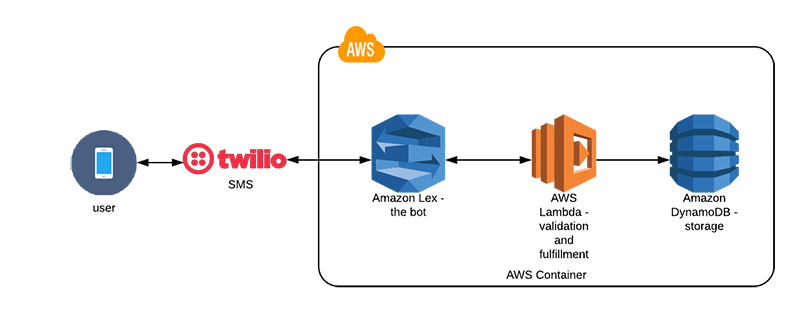 AWS
twilio
SMS
user
Amazon Lex -
the bot
AWS
Lambda -
validation
and
fulfillment
Amazon
DynamoDB -
storage
AWS Container